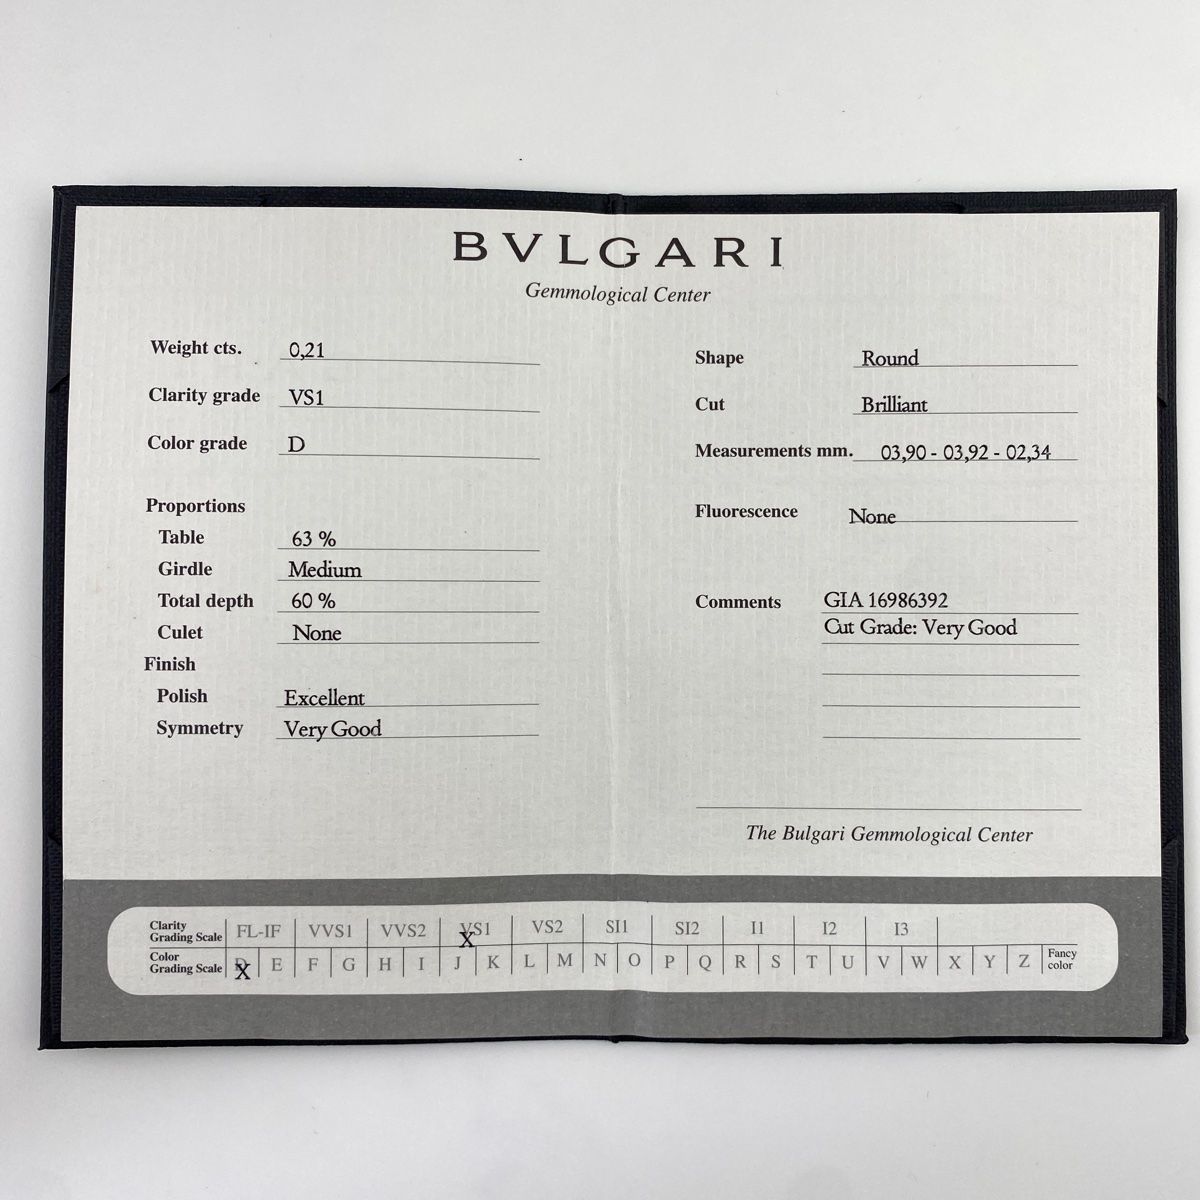 BVLGARI
Gemmological Center
Weight cts. 0,21
Clarity grade VS1
Color grade D
Proportions
Table 63 %
Girdle Medium
Total depth 60 %
Culet None
Finish
Polish Excellent
Symmetry Very Good
Shape Round
Cut Brilliant
Measurements mm. 03,90 - 03,92 - 02,34
Fluorescence None
Comments GIA 16986392
Cut Grade: Very Good
The Bulgari Gemmological Center
Clarity
Grading Scale FL-IF VVS1 VVS2 VS1 VS2 SI1 SI2 I1 I2 I3
X
Color
Grading Scale D E F G H I J K L M N O P Q R S T U V W X Y Z Fancy color
X